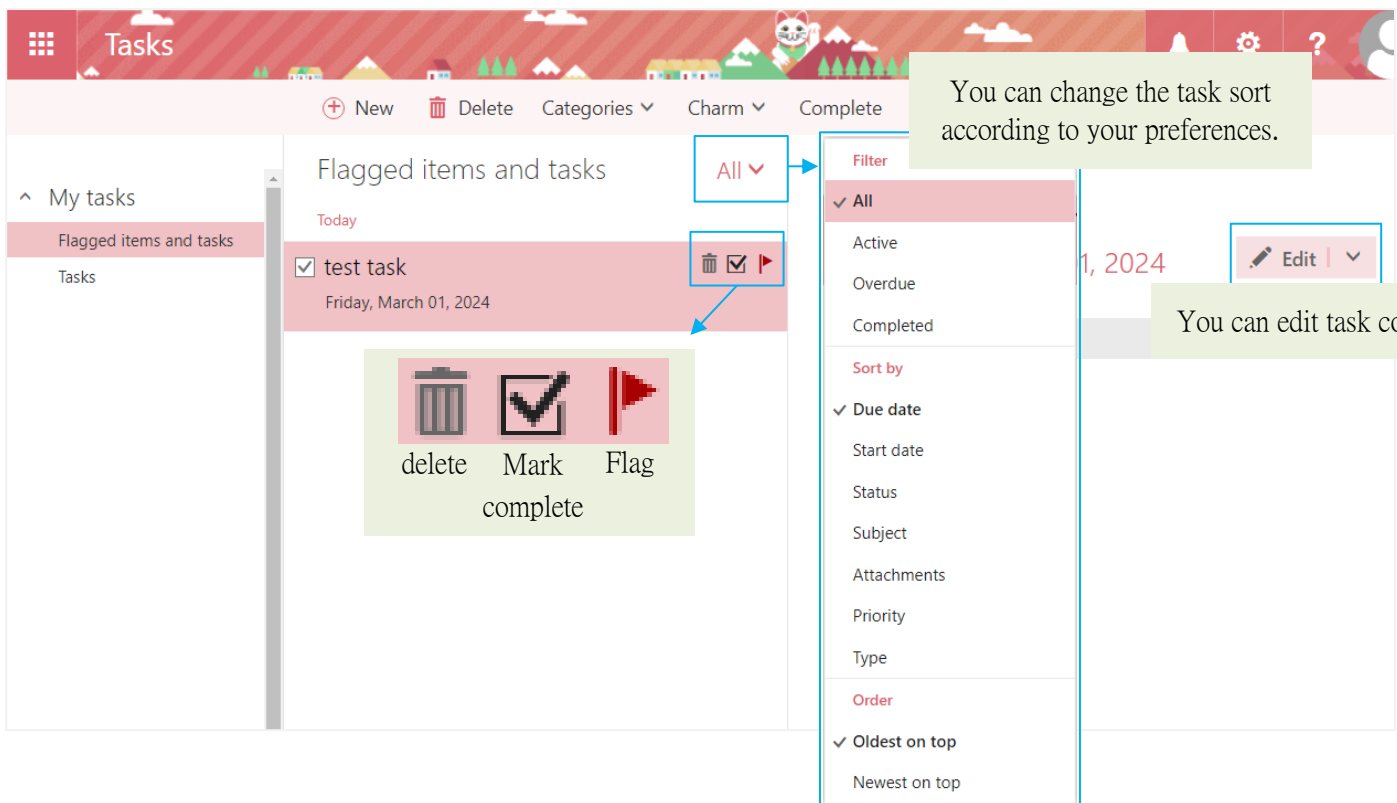 Tasks
?
You can change the task sort
according to your preferences.
New
Delete
Categories
Charm
Complete
My tasks
Flagged items and tasks
Tasks
Flagged items and tasks
All
Today
test task
Friday, March 01, 2024
delete
Mark
complete
Flag
Filter
All
Active
Overdue
Completed
Sort by
Due date
Start date
Status
Subject
Attachments
Priority
Type
Order
Oldest on top
Newest on top
1, 2024
Edit
You can edit task